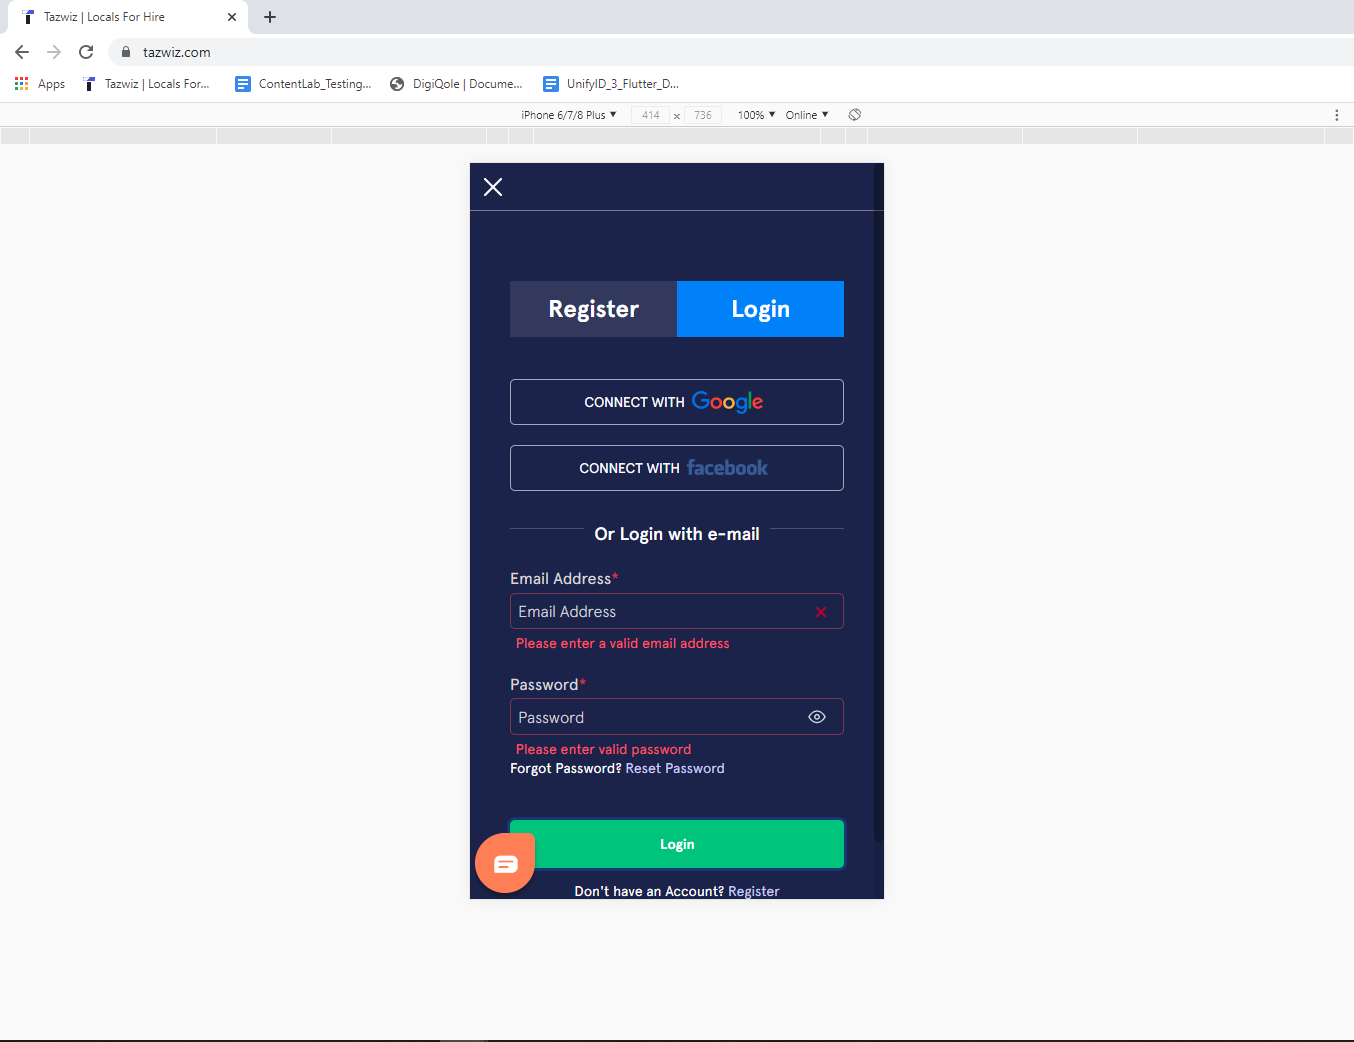 Tazwiz | Locals For Hire
tazwiz.com
Apps Tazwiz | Locals For... ContentLab_Testing... DigiQole | Docume... UnifyID_3_Flutter_D...
iPhone 6/7/8 Plus 414 x 736 100% Online
Register Login
CONNECT WITH Google
CONNECT WITH facebook
Or Login with e-mail
Email Address*
Email Address
Please enter a valid email address
Password*
Password
Please enter valid password
Forgot Password? Reset Password
Login
Don't have an Account? Register